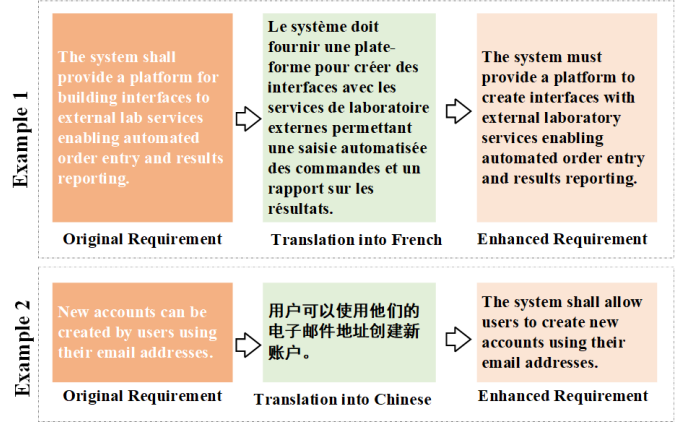 Example 1
The system shall
provide a platform for
building interfaces to
external lab services
enabling automated
order entry and results
reporting.
Original Requirement
Le système doit
fournir une plate-
forme pour créer des
interfaces avec les
services de laboratoire
externes permettant
une saisie automatisée
des commandes et un
rapport sur les
résultats.
Translation into French
The system must
provide a platform to
create interfaces with
external laboratory
services enabling
automated order entry
and results reporting.
Enhanced Requirement
Example 2
New accounts can be
created by users using
their email addresses.
Original Requirement
用户可以使用他们的
电子邮件地址创建新
账户。
Translation into Chinese
The system shall allow
users to create new
accounts using their
email addresses.
Enhanced Requirement